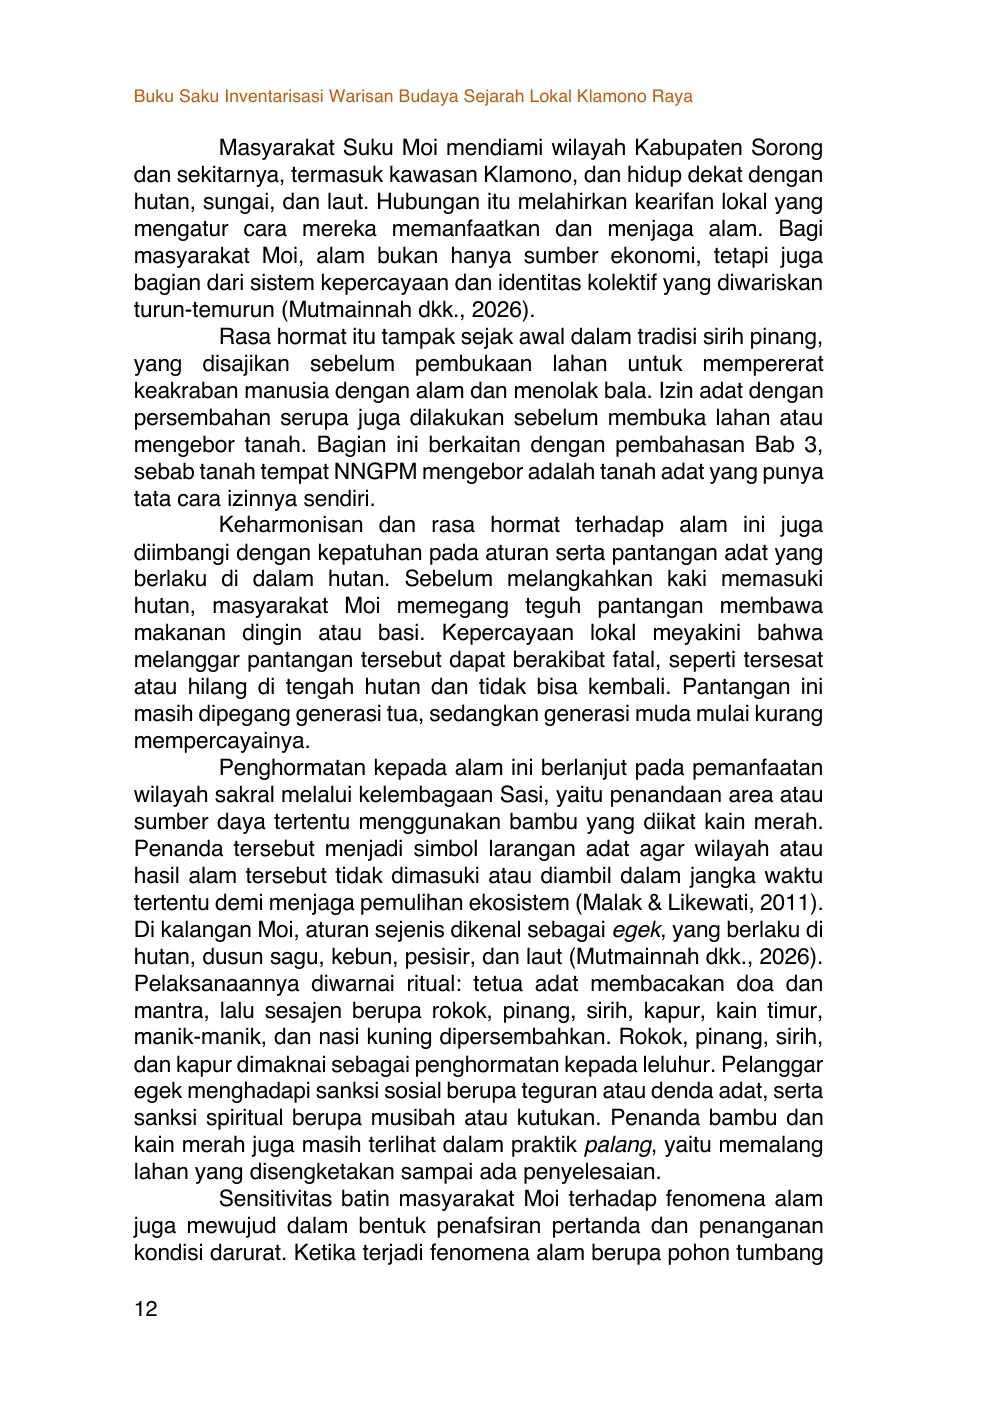 Buku Saku Inventarisasi Warisan Budaya Sejarah Lokal Klamono Raya
Masyarakat Suku Moi mendiami wilayah Kabupaten Sorong
dan sekitarnya, termasuk kawasan Klamono, dan hidup dekat dengan
hutan, sungai, dan laut. Hubungan itu melahirkan kearifan lokal yang
mengatur cara mereka memanfaatkan dan menjaga alam. Bagi
masyarakat Moi, alam bukan hanya sumber ekonomi, tetapi juga
bagian dari sistem kepercayaan dan identitas kolektif yang diwariskan
turun-temurun (Mutmainnah dkk., 2026).
Rasa hormat itu tampak sejak awal dalam tradisi sirih pinang,
yang disajikan sebelum pembukaan lahan untuk mempererat
keakraban manusia dengan alam dan menolak bala. Izin adat dengan
persembahan serupa juga dilakukan sebelum membuka lahan atau
mengebor tanah. Bagian ini berkaitan dengan pembahasan Bab 3,
sebab tanah tempat NNGPM mengebor adalah tanah adat yang punya
tata cara izinnya sendiri.
Keharmonisan dan rasa hormat terhadap alam ini juga
diimbangi dengan kepatuhan pada aturan serta pantangan adat yang
berlaku di dalam hutan. Sebelum melangkahkan kaki memasuki
hutan, masyarakat Moi memegang teguh pantangan membawa
makanan dingin atau basi. Kepercayaan lokal meyakini bahwa
melanggar pantangan tersebut dapat berakibat fatal, seperti tersesat
atau hilang di tengah hutan dan tidak bisa kembali. Pantangan ini
masih dipegang generasi tua, sedangkan generasi muda mulai kurang
mempercayainya.
Penghormatan kepada alam ini berlanjut pada pemanfaatan
wilayah sakral melalui kelembagaan Sasi, yaitu penandaan area atau
sumber daya tertentu menggunakan bambu yang diikat kain merah.
Penanda tersebut menjadi simbol larangan adat agar wilayah atau
hasil alam tersebut tidak dimasuki atau diambil dalam jangka waktu
tertentu demi menjaga pemulihan ekosistem (Malak & Likewati, 2011).
Di kalangan Moi, aturan sejenis dikenal sebagai egek, yang berlaku di
hutan, dusun sagu, kebun, pesisir, dan laut (Mutmainnah dkk., 2026).
Pelaksanaannya diwarnai ritual: tetua adat membacakan doa dan
mantra, lalu sesajen berupa rokok, pinang, sirih, kapur, kain timur,
manik-manik, dan nasi kuning dipersembahkan. Rokok, pinang, sirih,
dan kapur dimaknai sebagai penghormatan kepada leluhur. Pelanggar
egek menghadapi sanksi sosial berupa teguran atau denda adat, serta
sanksi spiritual berupa musibah atau kutukan. Penanda bambu dan
kain merah juga masih terlihat dalam praktik palang, yaitu memalang
lahan yang disengketakan sampai ada penyelesaian.
Sensitivitas batin masyarakat Moi terhadap fenomena alam
juga mewujud dalam bentuk penafsiran pertanda dan penanganan
kondisi darurat. Ketika terjadi fenomena alam berupa pohon tumbang
12